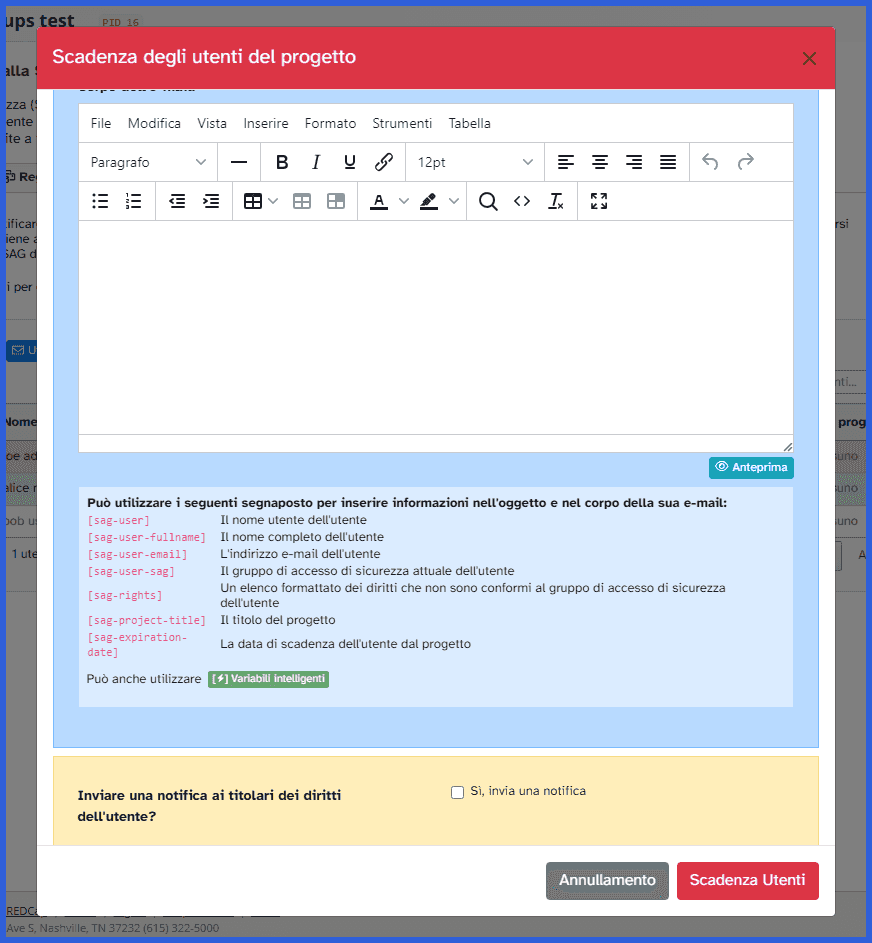 ups test PID 16
Scadenza degli utenti del progetto
File Modifica Vista Inserire Formato Strumenti Tabella
Paragrafo B I U 12pt
A
Anteprima
Può utilizzare i seguenti segnaposto per inserire informazioni nell'oggetto e nel corpo della sua e-mail:
[sag-user] Il nome utente dell'utente
[sag-user-fullname] Il nome completo dell'utente
[sag-user-email] L'indirizzo e-mail dell'utente
[sag-user-sag] Il gruppo di accesso di sicurezza attuale dell'utente
[sag-rights] Un elenco formattato dei diritti che non sono conformi al gruppo di accesso di sicurezza
dell'utente
[sag-project-title] Il titolo del progetto
[sag-expiration-
date] La data di scadenza dell'utente dal progetto
Può anche utilizzare [⚡] Variabili intelligenti
Inviare una notifica ai titolari dei diritti
dell'utente?
Sì, invia una notifica
Annullamento Scadenza Utenti
Ave S, Nashville, TN 37232 (615) 322-5000